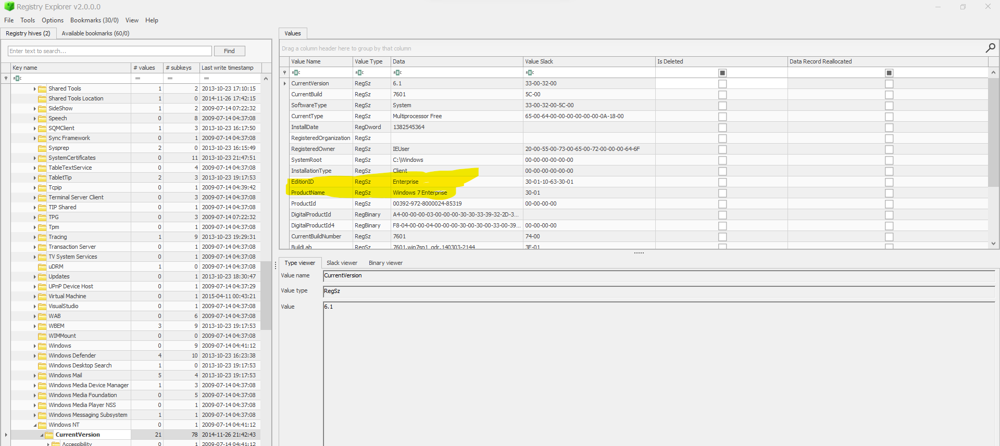 Registry Explorer v2.0.0.0
File Tools Options Bookmarks (30/0) View Help
Registry hives (2) Available bookmarks (60/0)
Enter text to search... Find
Key name # values # subkeys Last write timestamp
ABC = = =
Shared Tools 1 2 2013-10-23 17:10:15
Shared Tools Location 1 0 2014-11-26 17:42:15
SideShow 1 2 2009-07-14 07:22:32
Speech 0 8 2009-07-14 04:37:08
SQMClient 1 3 2013-10-23 16:17:50
Sync Framework 0 1 2009-07-14 04:37:08
Sysprep 2 0 2013-10-23 16:15:49
SystemCertificates 0 11 2013-10-23 21:47:51
TableTextService 0 4 2009-07-14 04:37:08
TabletTip 2 3 2013-10-23 19:17:53
Tcpip 0 1 2009-07-14 04:39:42
Terminal Server Client 0 3 2009-07-14 04:37:08
TIP Shared 0 1 2009-07-14 04:37:08
TPG 0 3 2009-07-14 07:22:32
Tpm 0 1 2009-07-14 04:37:08
Tracing 1 9 2013-10-23 19:29:31
Transaction Server 0 1 2009-07-14 04:37:08
TV System Services 0 1 2009-07-14 04:37:08
uDRM 1 0 2009-07-14 04:37:08
Updates 0 1 2013-10-23 18:30:47
UPnP Device Host 0 1 2009-07-14 04:37:29
Virtual Machine 0 1 2015-04-11 00:43:21
VisualStudio 0 1 2009-07-14 04:37:08
WAB 0 6 2009-07-14 04:37:08
WBEM 3 9 2013-10-23 19:17:53
WIMMount 0 0 2009-07-14 04:37:08
Windows 0 9 2009-07-14 04:41:12
Windows Defender 4 10 2013-10-23 16:23:38
Windows Desktop Search 1 0 2013-10-23 19:17:53
Windows Mail 5 4 2013-10-23 19:17:53
Windows Media Device Manager 1 3 2009-07-14 04:37:08
Windows Media Foundation 0 5 2009-07-14 04:37:08
Windows Media Player NSS 0 1 2009-07-14 04:37:08
Windows Messaging Subsystem 1 1 2009-07-14 04:37:08
Windows NT 0 1 2009-07-14 04:41:12
CurrentVersion 21 78 2014-11-26 21:42:43
Accessibility 0 1 2009-07-14 04:41:12
Values
Drag a column header here to group by that column
Value Name Value Type Data Value Slack Is Deleted Data Record Reallocated
ABC ABC ABC ABC
CurrentVersion RegSz 6.1 33-00-32-00
CurrentBuild RegSz 7601 5C-00
SoftwareType RegSz System 33-00-32-00-5C-00
CurrentType RegSz Multiprocessor Free 65-00-64-00-00-00-00-00-00-0A-18-00
InstallDate RegDword 1382545364
RegisteredOrganization RegSz
RegisteredOwner RegSz IEUser 20-00-55-00-73-00-65-00-72-00-00-00-64-6F
SystemRoot RegSz C:\Windows 00-00-00-00-00-00
InstallationType RegSz Client 00-00-00-00-00-00
EditionID RegSz Enterprise 30-01-10-63-30-01
ProductName RegSz Windows 7 Enterprise 30-01
ProductId RegSz 00392-972-8000024-85319 00-00-00-00
DigitalProductId RegBinary A4-00-00-00-03-00-00-00-30-30-33-39-32-2D-3...
DigitalProductId4 RegBinary F8-04-00-00-04-00-00-00-30-00-30-00-33-00-39... 00-00-00-00
CurrentBuildNumber RegSz 7601 74-00
BuildLab RegSz 7601.win7sp1_gdr.140303-2144 3E-01
Type viewer Slack viewer Binary viewer
Value name CurrentVersion
Value type RegSz
Value 6.1